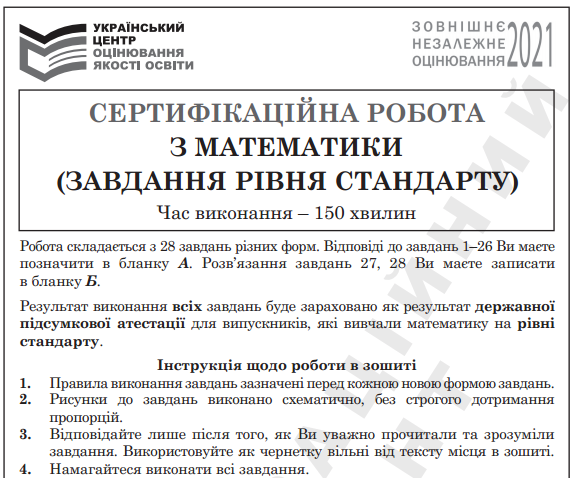 УКРАЇНСЬКИЙ
ЦЕНТР
ОЦІНЮВАННЯ
ЯКОСТІ ОСВІТИ
ЗОВНІШНЄ
НЕЗАЛЕЖНЕ
ОЦІНЮВАННЯ 2021
СЕРТИФІКАЦІЙНА РОБОТА
З МАТЕМАТИКИ
(ЗАВДАННЯ РІВНЯ СТАНДАРТУ)
Час виконання – 150 хвилин
Робота складається з 28 завдань різних форм. Відповіді до завдань 1–26 Ви маєте
позначити в бланку А. Розв’язання завдань 27, 28 Ви маєте записати
в бланку Б.
Результат виконання всіх завдань буде зараховано як результат державної
підсумкової атестації для випускників, які вивчали математику на рівні
стандарту.
Інструкція щодо роботи в зошиті
1. Правила виконання завдань зазначені перед кожною новою формою завдань.
2. Рисунки до завдань виконано схематично, без строгого дотримання
пропорцій.
3. Відповідайте лише після того, як Ви уважно прочитали та зрозуміли
завдання. Використовуйте як чернетку вільні від тексту місця в зошиті.
4. Намагайтеся виконати всі завдання.